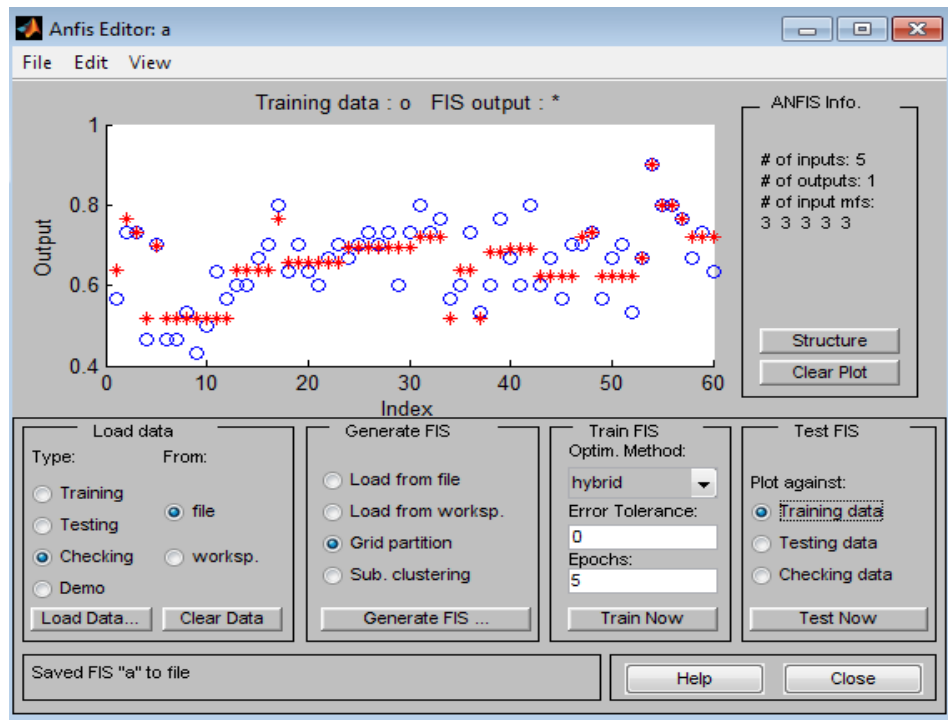 Anfis Editor: a
File Edit View
Training data : o   FIS output : *
1
0.8
0.6
0.4
Output
0 10 20 30 40 50 60
Index
ANFIS Info.
# of inputs: 5
# of outputs: 1
# of input mfs:
3 3 3 3 3
Structure
Clear Plot
Load data
Type: From:
Training
Testing
Checking
Demo
file
worksp.
Load Data... Clear Data
Generate FIS
Load from file
Load from worksp.
Grid partition
Sub. clustering
Generate FIS ...
Train FIS
Optim. Method:
hybrid
Error Tolerance:
0
Epochs:
5
Train Now
Test FIS
Plot against:
Training data
Testing data
Checking data
Test Now
Saved FIS "a" to file
Help Close